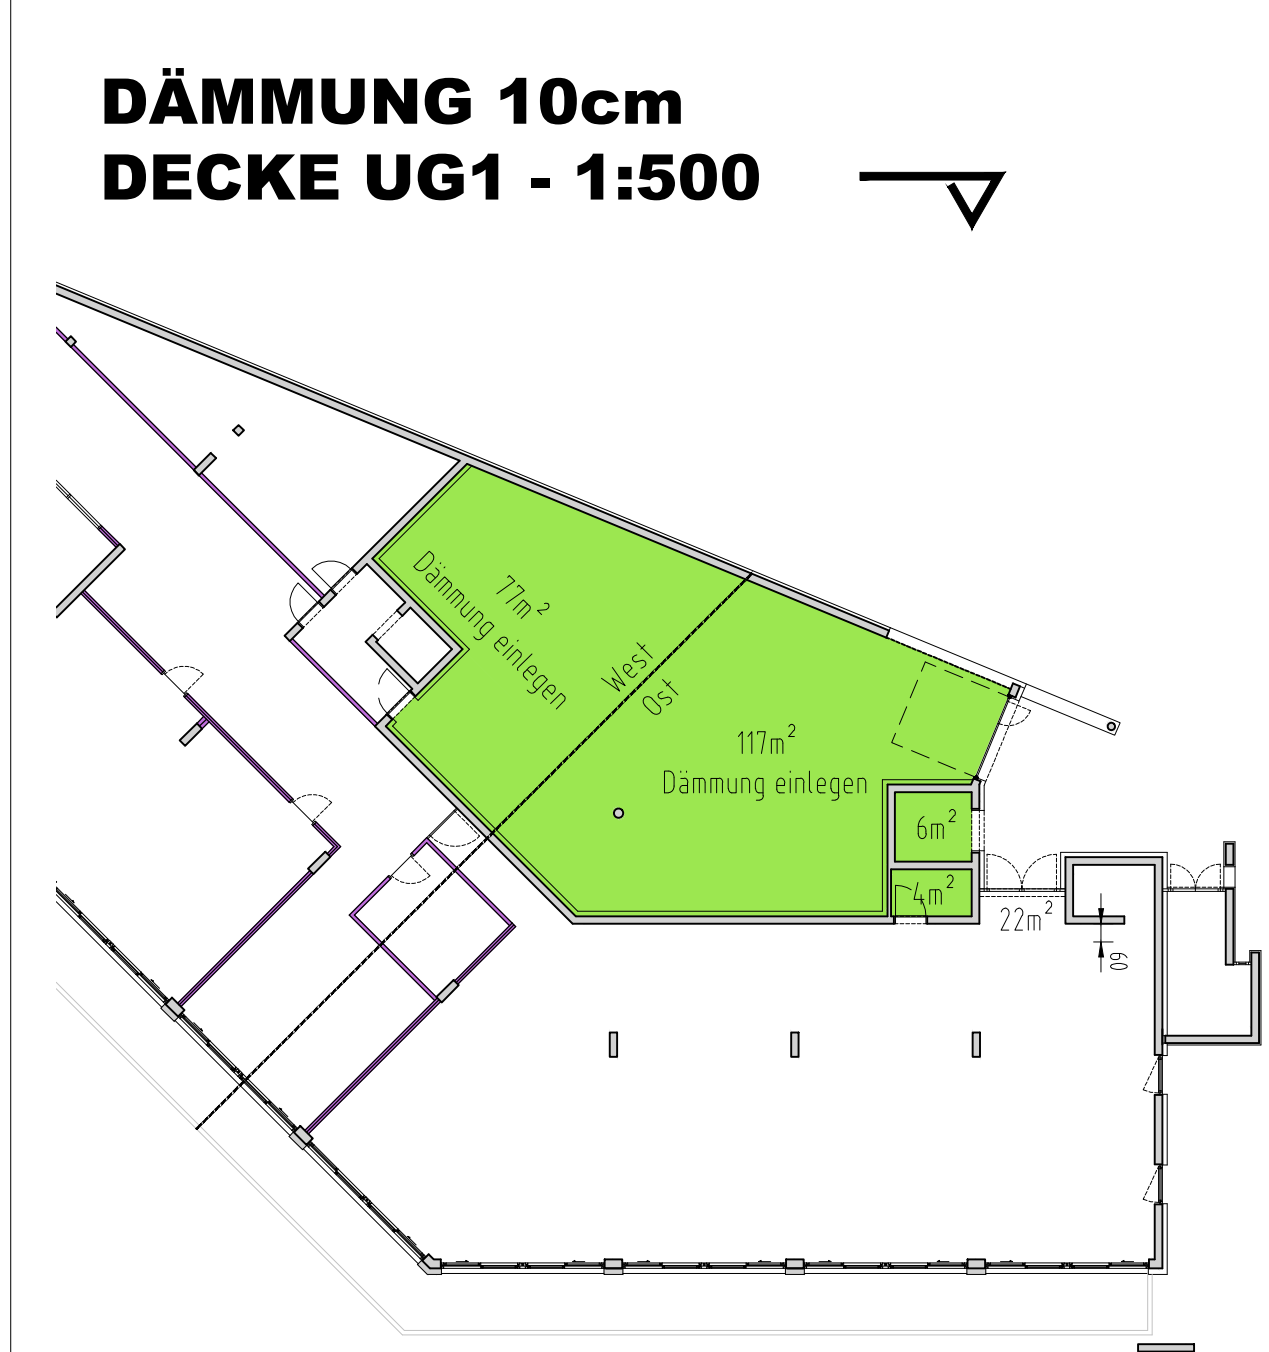 DÄMMUNG 10cm
DECKE UG1 - 1:500
77m²
Dämmung einlegen
West
Ost
117m²
Dämmung einlegen
6m²
4m²
22m²
60